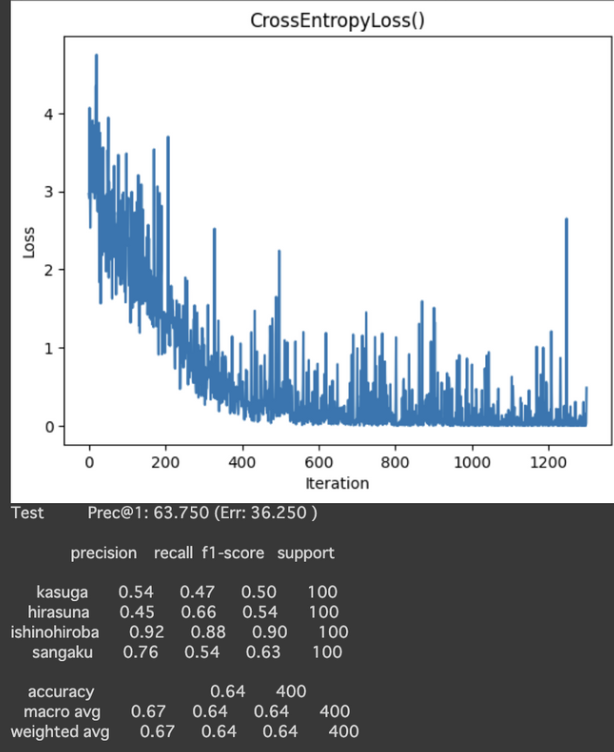 CrossEntropyLoss()
4
3
2
1
0
Loss
0 200 400 600 800 1000 1200
Iteration
Test Prec@1: 63.750 (Err: 36.250 )
precision recall f1-score support
kasuga 0.54 0.47 0.50 100
hirasuna 0.45 0.66 0.54 100
ishinohiroba 0.92 0.88 0.90 100
sangaku 0.76 0.54 0.63 100
accuracy 0.64 400
macro avg 0.67 0.64 0.64 400
weighted avg 0.67 0.64 0.64 400